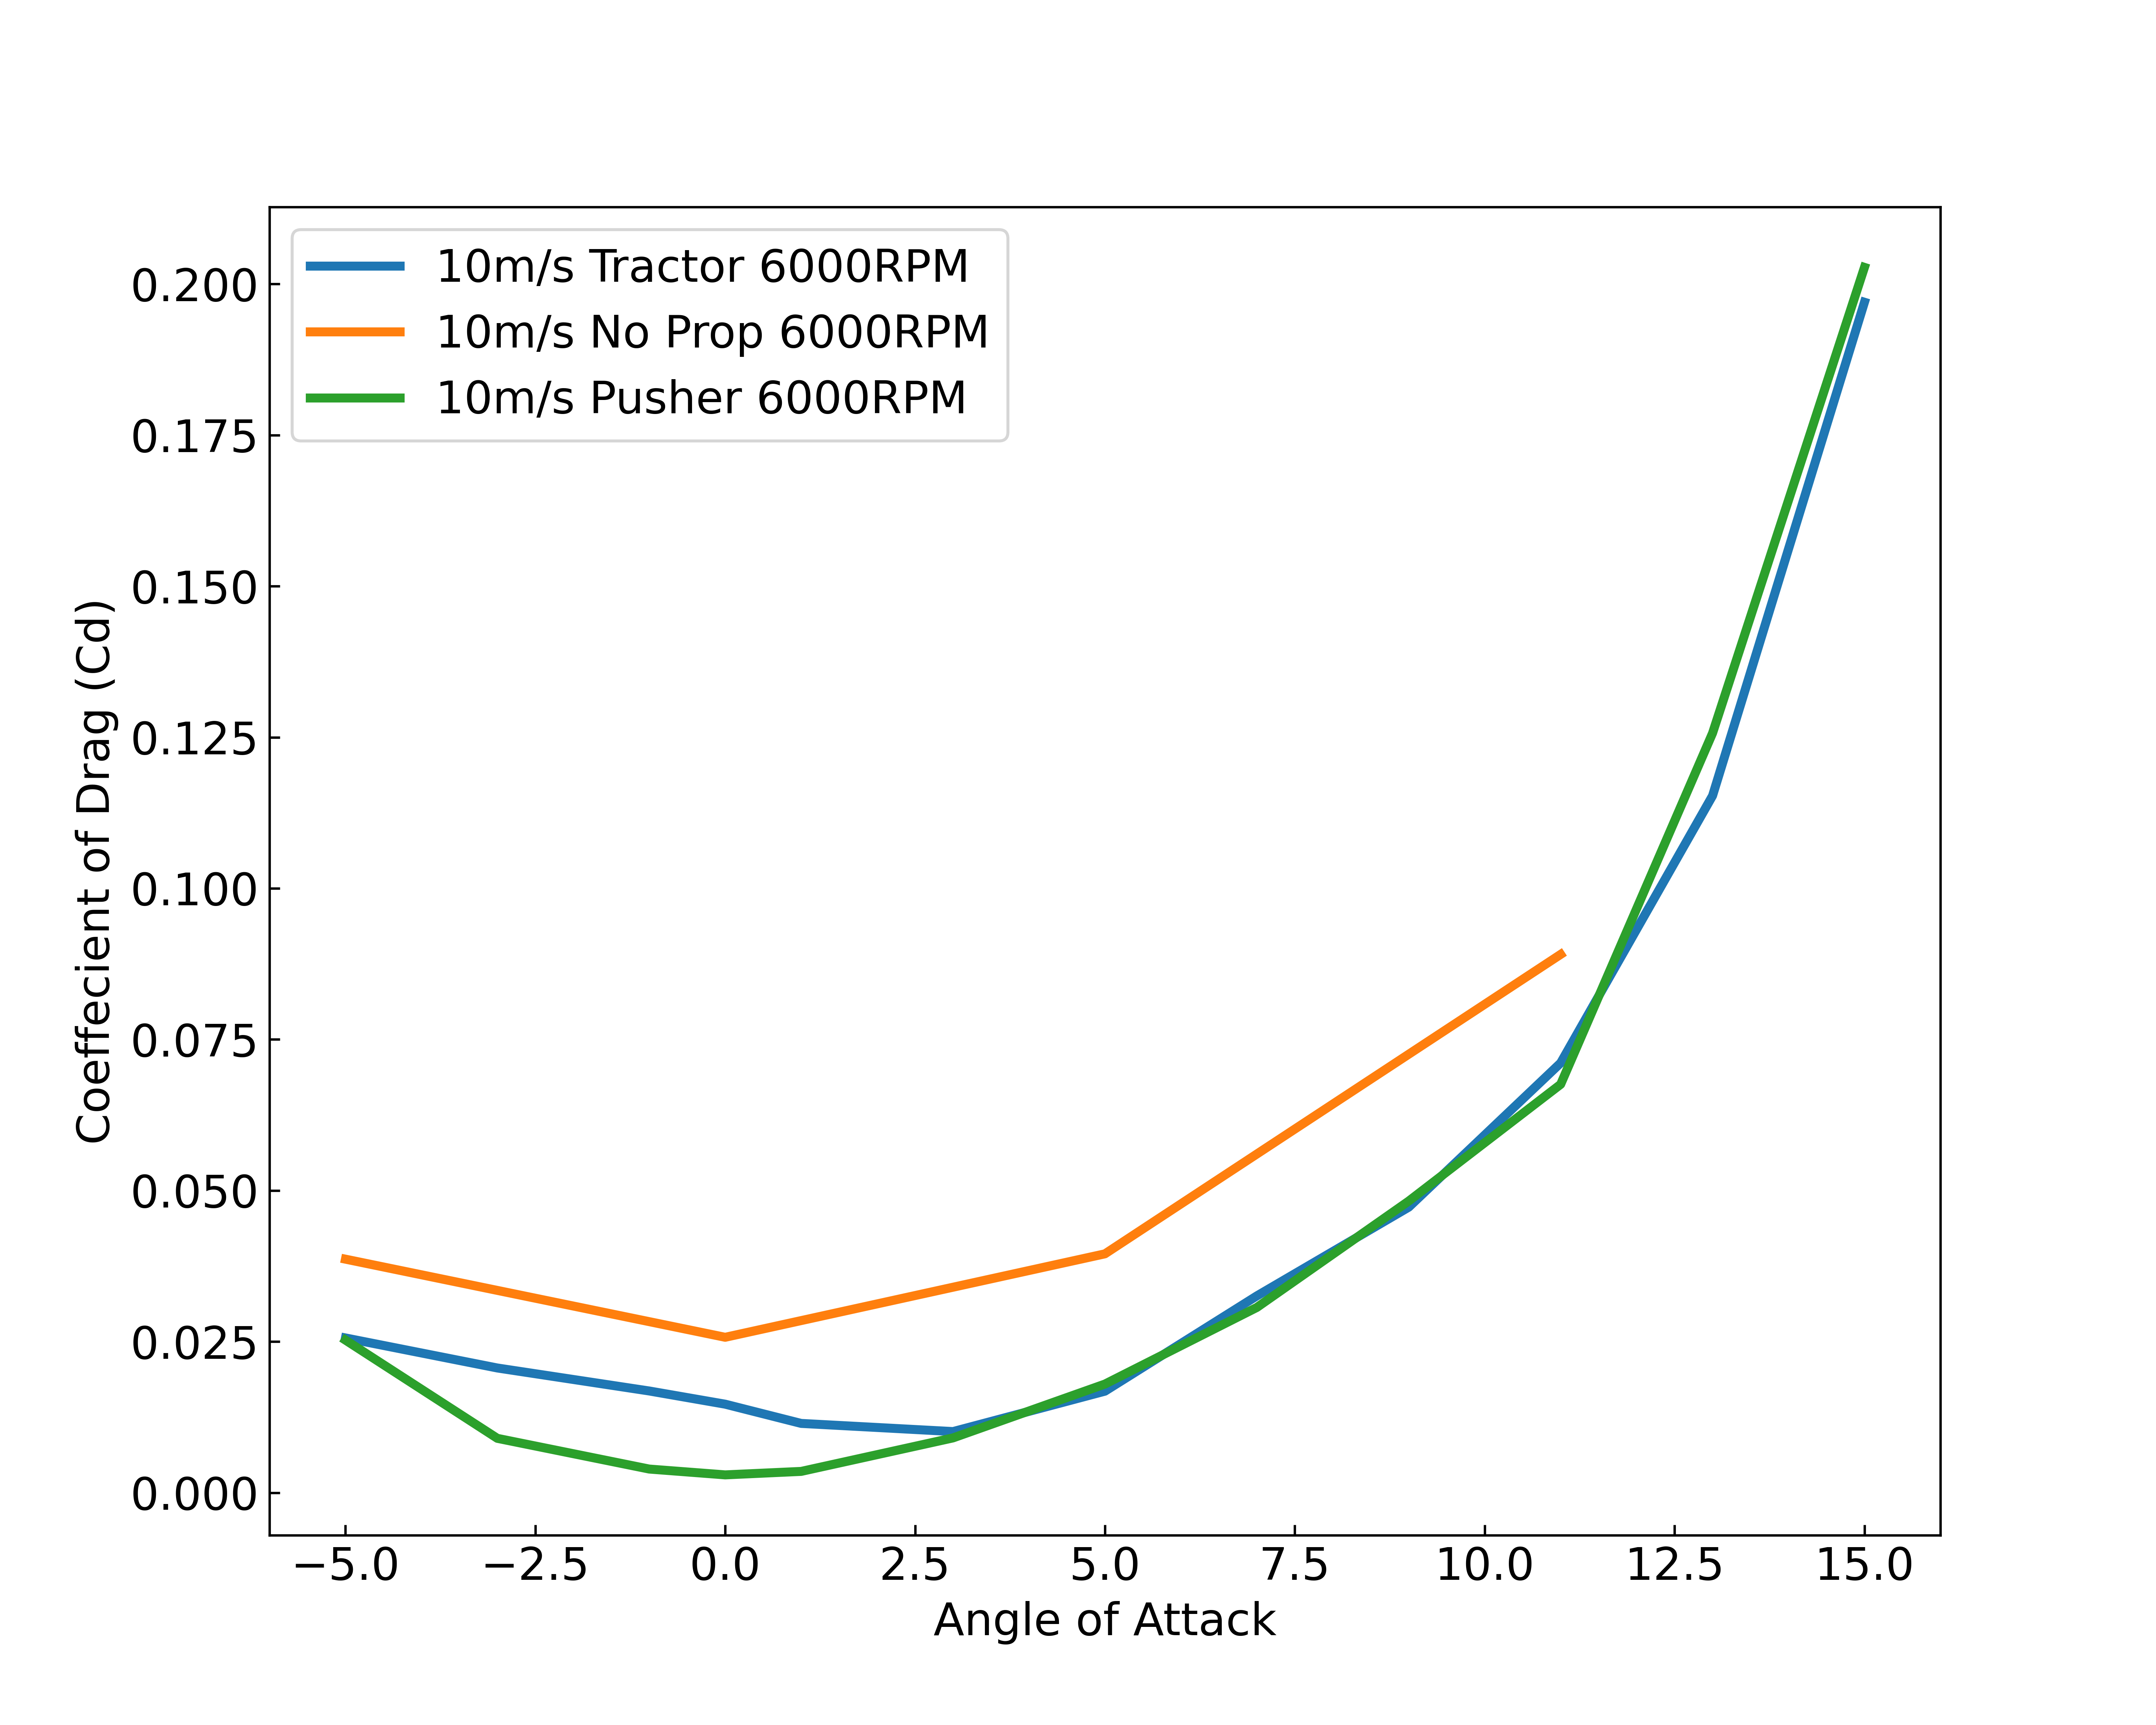 10m/s Tractor 6000RPM
10m/s No Prop 6000RPM
10m/s Pusher 6000RPM
0.200
0.175
0.150
0.125
0.100
0.075
0.050
0.025
0.000
Coeffecient of Drag (Cd)
−5.0 −2.5 0.0 2.5 5.0 7.5 10.0 12.5 15.0
Angle of Attack